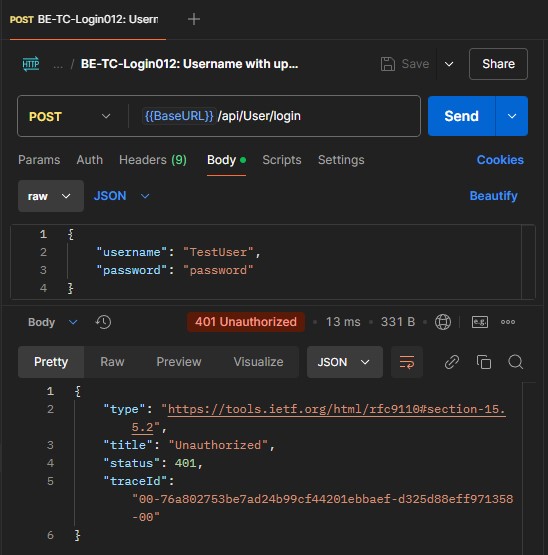 POST BE-TC-Login012: Usern
HTTP ... / BE-TC-Login012: Username with up... Save Share
POST {{BaseURL}}/api/User/login Send
Params Auth Headers (9) Body Scripts Settings Cookies
raw JSON Beautify
1 {
2 "username": "TestUser",
3 "password": "password"
4 }
Body 401 Unauthorized • 13 ms • 331 B • e.g.
Pretty Raw Preview Visualize JSON
1 {
2 "type": "https://tools.ietf.org/html/rfc9110#section-15.
5.2",
3 "title": "Unauthorized",
4 "status": 401,
5 "traceId":
"00-76a802753be7ad24b99cf44201ebbaef-d325d88eff971358
-00"
6 }